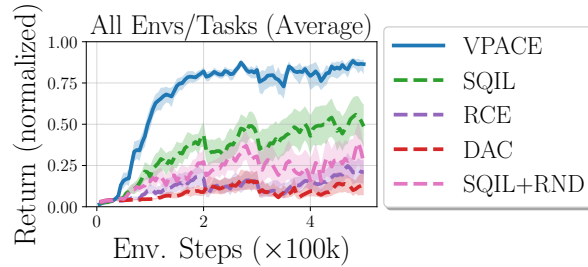 All Envs/Tasks (Average)
Return (normalized)
1.00
0.75
0.50
0.25
0.00
0
2
4
Env. Steps (×100k)
VPACE
SQIL
RCE
DAC
SQIL+RND